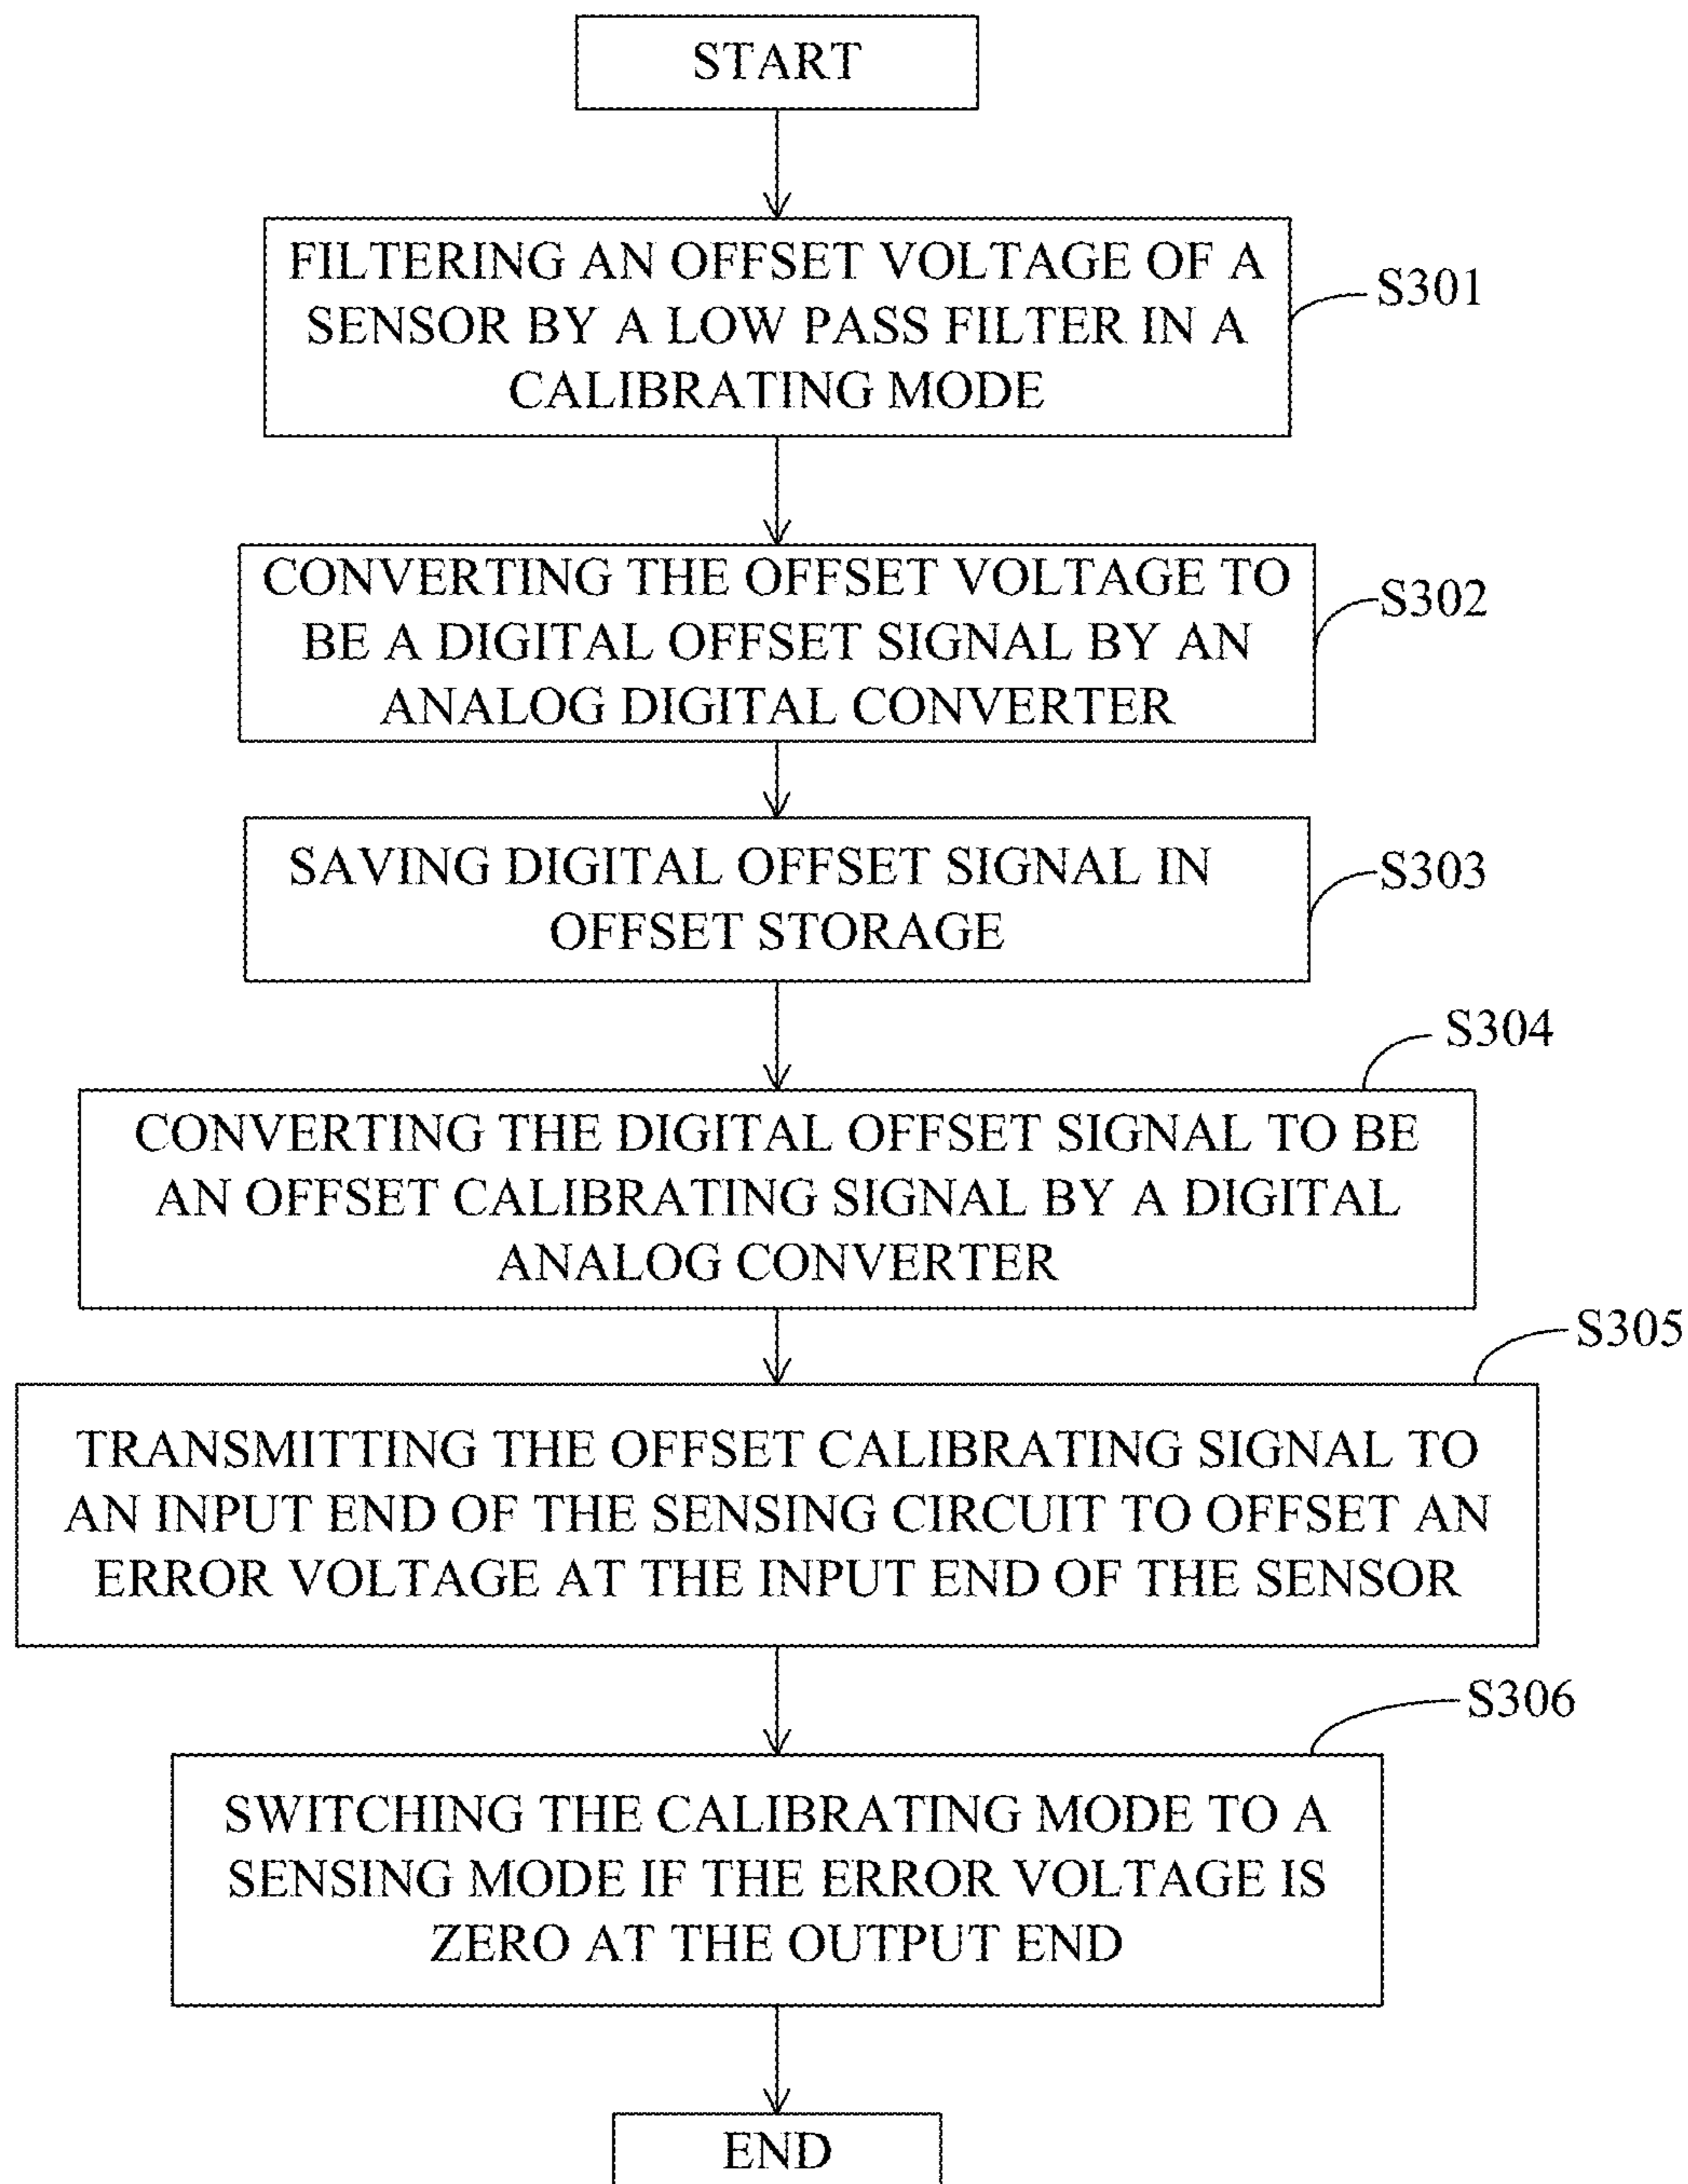 START
FILTERING AN OFFSET VOLTAGE OF A
SENSOR BY A LOW PASS FILTER IN A
CALIBRATING MODE
S301
CONVERTING THE OFFSET VOLTAGE TO
BE A DIGITAL OFFSET SIGNAL BY AN
ANALOG DIGITAL CONVERTER
S302
SAVING DIGITAL OFFSET SIGNAL IN
OFFSET STORAGE
S303
S304
CONVERTING THE DIGITAL OFFSET SIGNAL TO BE
AN OFFSET CALIBRATING SIGNAL BY A DIGITAL
ANALOG CONVERTER
S305
TRANSMITTING THE OFFSET CALIBRATING SIGNAL TO
AN INPUT END OF THE SENSING CIRCUIT TO OFFSET AN
ERROR VOLTAGE AT THE INPUT END OF THE SENSOR
S306
SWITCHING THE CALIBRATING MODE TO A
SENSING MODE IF THE ERROR VOLTAGE IS
ZERO AT THE OUTPUT END
END